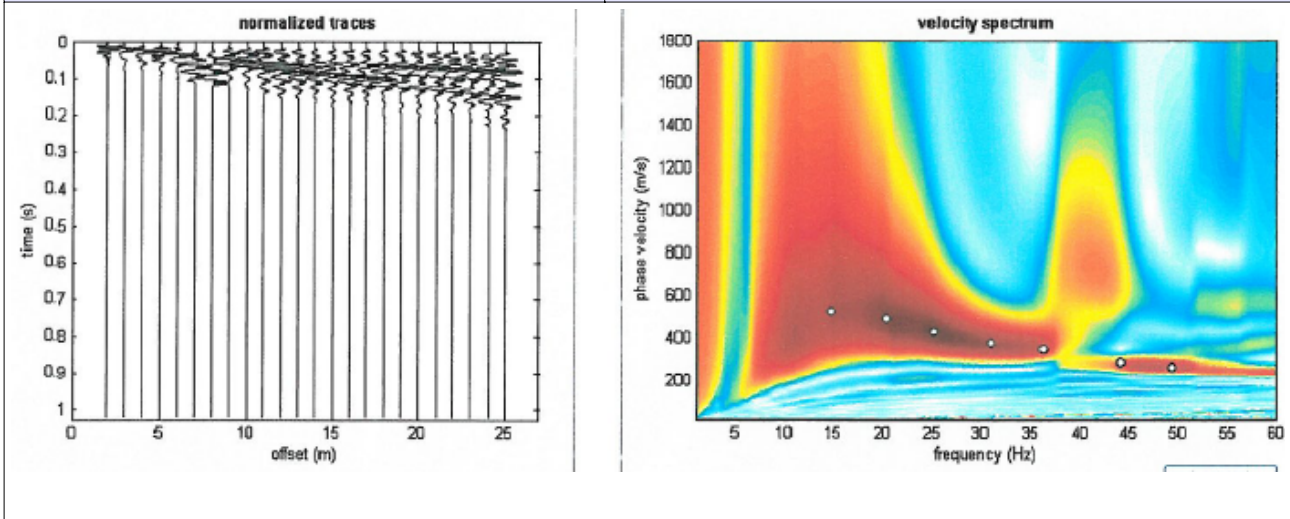 normalized traces
0
0.1
0.2
0.3
0.4
0.5
0.6
0.7
0.8
0.9
1
time (s)
0 5 10 15 20 25
offset (m)
velocity spectrum
1800
1600
1400
1200
1000
800
600
400
200
phase velocity (m/s)
5 10 15 20 25 30 35 40 45 50 55 60
frequency (Hz)